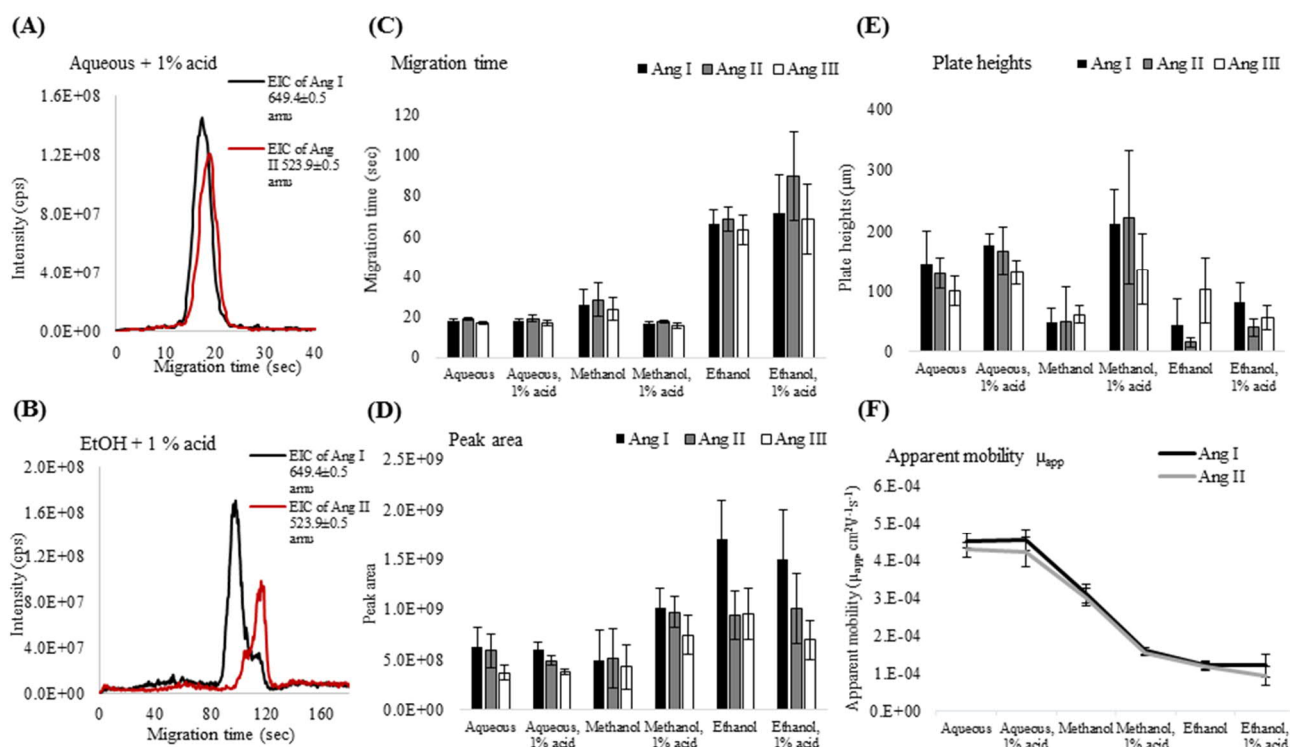 (A)
Aqueous + 1% acid
EIC of Ang I
649.4±0.5
amu
EIC of Ang
II 523.9±0.5
amu
1.6E+08
1.2E+08
8.0E+07
4.0E+07
0.0E+00
Intensity (cps)
0 10 20 30 40
Migration time (sec)
(B)
EtOH + 1 % acid
EIC of Ang I
649.4±0.5
amu
EIC of Ang II
523.9±0.5
amu
2.0E+08
1.6E+08
1.2E+08
8.0E+07
4.0E+07
0.0E+00
Intensity (cps)
0 40 80 120 160
Migration time (sec)
(C)
Migration time
Ang I Ang II Ang III
120
100
80
60
40
20
0
Migration time (sec)
Aqueous Aqueous, Methanol Methanol, Ethanol Ethanol,
1% acid 1% acid 1% acid
(D)
Peak area
Ang I Ang II Ang III
2.5E+09
2.0E+09
1.5E+09
1.0E+09
5.0E+08
0.0E+00
Peak area
Aqueous Aqueous, Methanol Methanol, Ethanol Ethanol,
1% acid 1% acid 1% acid
(E)
Plate heights
Ang I Ang II Ang III
400
300
200
100
0
Plate heights (μm)
Aqueous Aqueous, Methanol Methanol, Ethanol Ethanol,
1% acid 1% acid 1% acid
(F)
Apparent mobility μapp
Ang I
Ang II
6.E-04
5.E-04
4.E-04
3.E-04
2.E-04
1.E-04
0.E+00
Apparent mobility (μapp, cm²V⁻¹s⁻¹)
Aqueous Aqueous, Methanol Methanol, Ethanol Ethanol,
1% acid 1% acid 1% acid